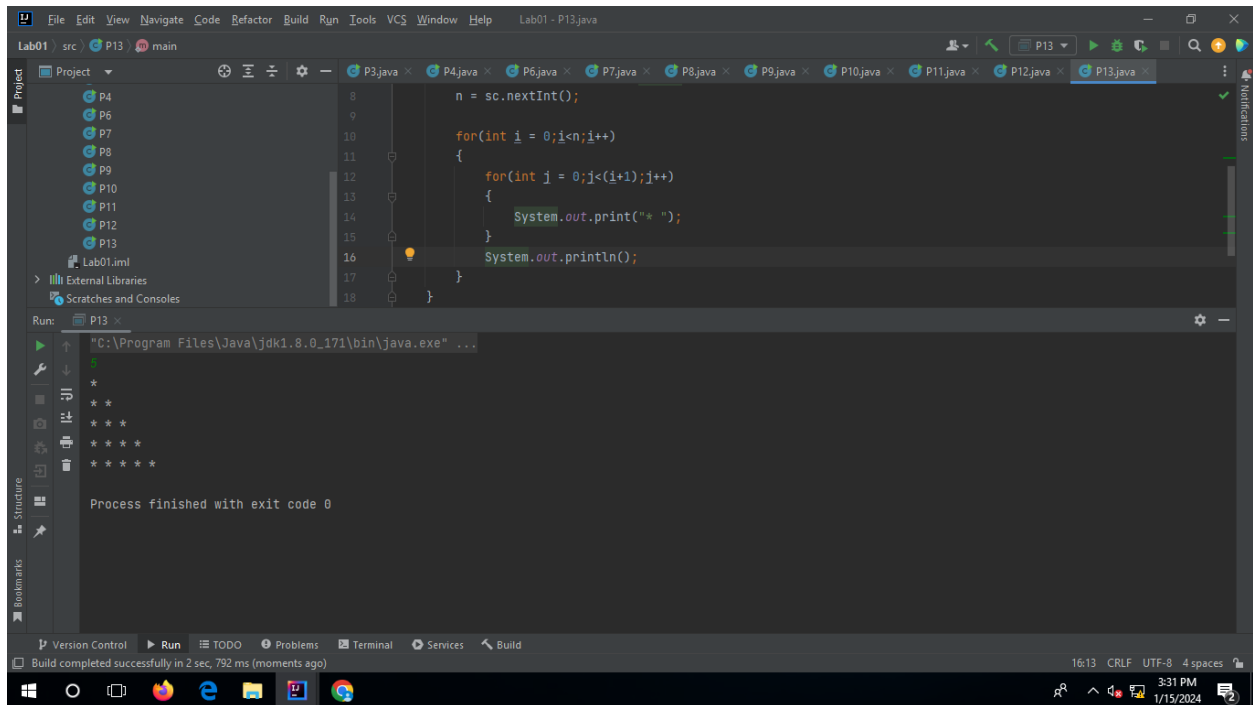 File Edit View Navigate Code Refactor Build Run Tools VCS Window Help Lab01 - P13.java
Lab01 src P13 main P13
Project P3.java P4.java P6.java P7.java P8.java P9.java P10.java P11.java P12.java P13.java
Project
Notifications
P4
P6
P7
P8
P9
P10
P11
P12
P13
Lab01.iml
External Libraries
Scratches and Consoles
8 n = sc.nextInt();
9
10 for(int i = 0;i<n;i++)
11 {
12 for(int j = 0;j<(i+1);j++)
13 {
14 System.out.print("* ");
15 }
16 System.out.println();
17 }
18 }
Run: P13
"C:\Program Files\Java\jdk1.8.0_171\bin\java.exe" ...
5
*
* *
* * *
* * * *
* * * * *
Process finished with exit code 0
Structure
Bookmarks
Version Control Run TODO Problems Terminal Services Build
Build completed successfully in 2 sec, 792 ms (moments ago) 16:13 CRLF UTF-8 4 spaces
3:31 PM
1/15/2024
2